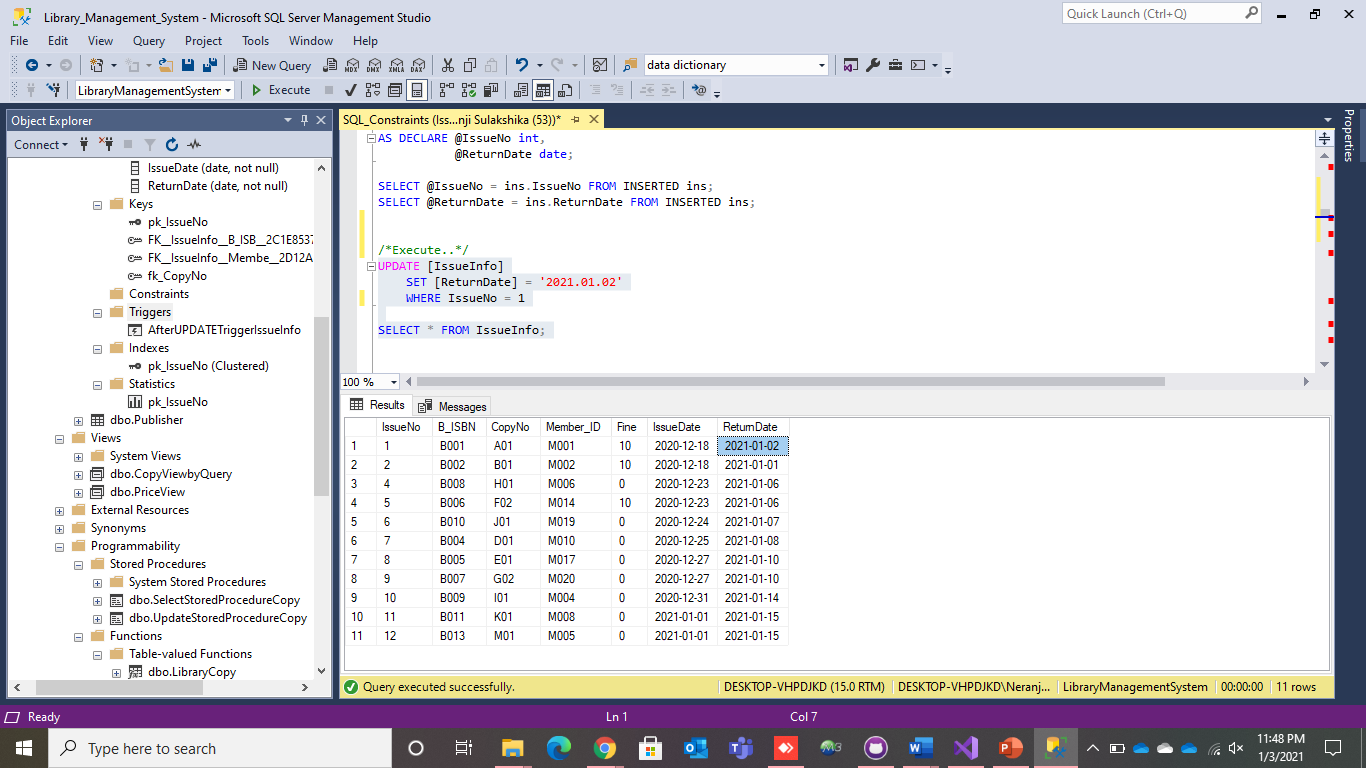 Library_Management_System - Microsoft SQL Server Management Studio
Quick Launch (Ctrl+Q)
File Edit View Query Project Tools Window Help
New Query MDX DMX XMLA DAX data dictionary
LibraryManagementSystem Execute
Object Explorer
Connect
IssueDate (date, not null)
ReturnDate (date, not null)
Keys
pk_IssueNo
FK__IssueInfo__B_ISB__2C1E8537
FK__IssueInfo__Membe__2D12A
fk_CopyNo
Constraints
Triggers
AfterUPDATETriggerIssueInfo
Indexes
pk_IssueNo (Clustered)
Statistics
pk_IssueNo
dbo.Publisher
Views
System Views
dbo.CopyViewbyQuery
dbo.PriceView
External Resources
Synonyms
Programmability
Stored Procedures
System Stored Procedures
dbo.SelectStoredProcedureCopy
dbo.UpdateStoredProcedureCopy
Functions
Table-valued Functions
dbo.LibraryCopy
SQL_Constraints (Iss...nji Sulakshika (53))*
Properties
AS DECLARE @IssueNo int,
@ReturnDate date;
SELECT @IssueNo = ins.IssueNo FROM INSERTED ins;
SELECT @ReturnDate = ins.ReturnDate FROM INSERTED ins;
/*Execute..*/
UPDATE [IssueInfo]
SET [ReturnDate] = '2021.01.02'
WHERE IssueNo = 1
SELECT * FROM IssueInfo;
100 %
Results Messages
IssueNo B_ISBN CopyNo Member_ID Fine IssueDate ReturnDate
1 1 B001 A01 M001 10 2020-12-18 2021-01-02
2 2 B002 B01 M002 10 2020-12-18 2021-01-01
3 4 B008 H01 M006 0 2020-12-23 2021-01-06
4 5 B006 F02 M014 10 2020-12-23 2021-01-06
5 6 B010 J01 M019 0 2020-12-24 2021-01-07
6 7 B004 D01 M010 0 2020-12-25 2021-01-08
7 8 B005 E01 M017 0 2020-12-27 2021-01-10
8 9 B007 G02 M020 0 2020-12-27 2021-01-10
9 10 B009 I01 M004 0 2020-12-31 2021-01-14
10 11 B011 K01 M008 0 2021-01-01 2021-01-15
11 12 B013 M01 M005 0 2021-01-01 2021-01-15
Query executed successfully. DESKTOP-VHPDJKD (15.0 RTM) DESKTOP-VHPDJKD\Neranj... LibraryManagementSystem 00:00:00 11 rows
Ready Ln 1 Col 7
Type here to search
11:48 PM
1/3/2021